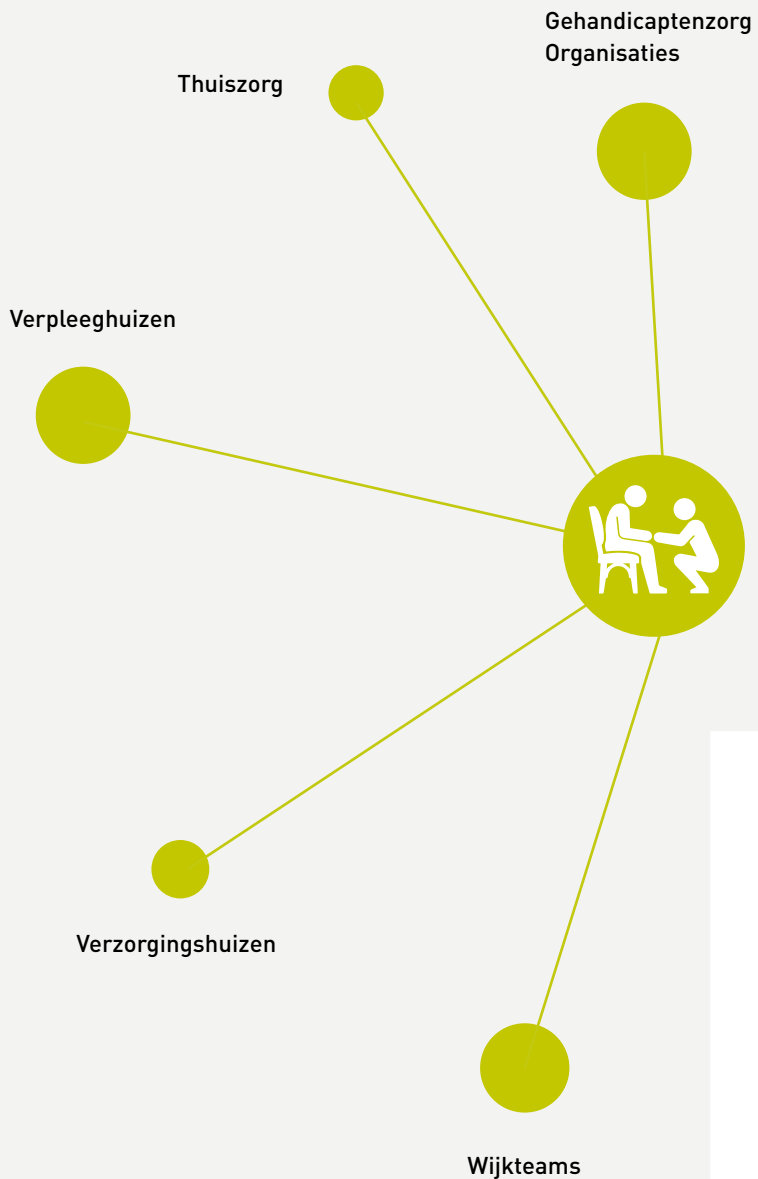 Gehandicaptenzorg
Organisaties
Thuiszorg
Verpleeghuizen
Verzorgingshuizen
Wijkteams